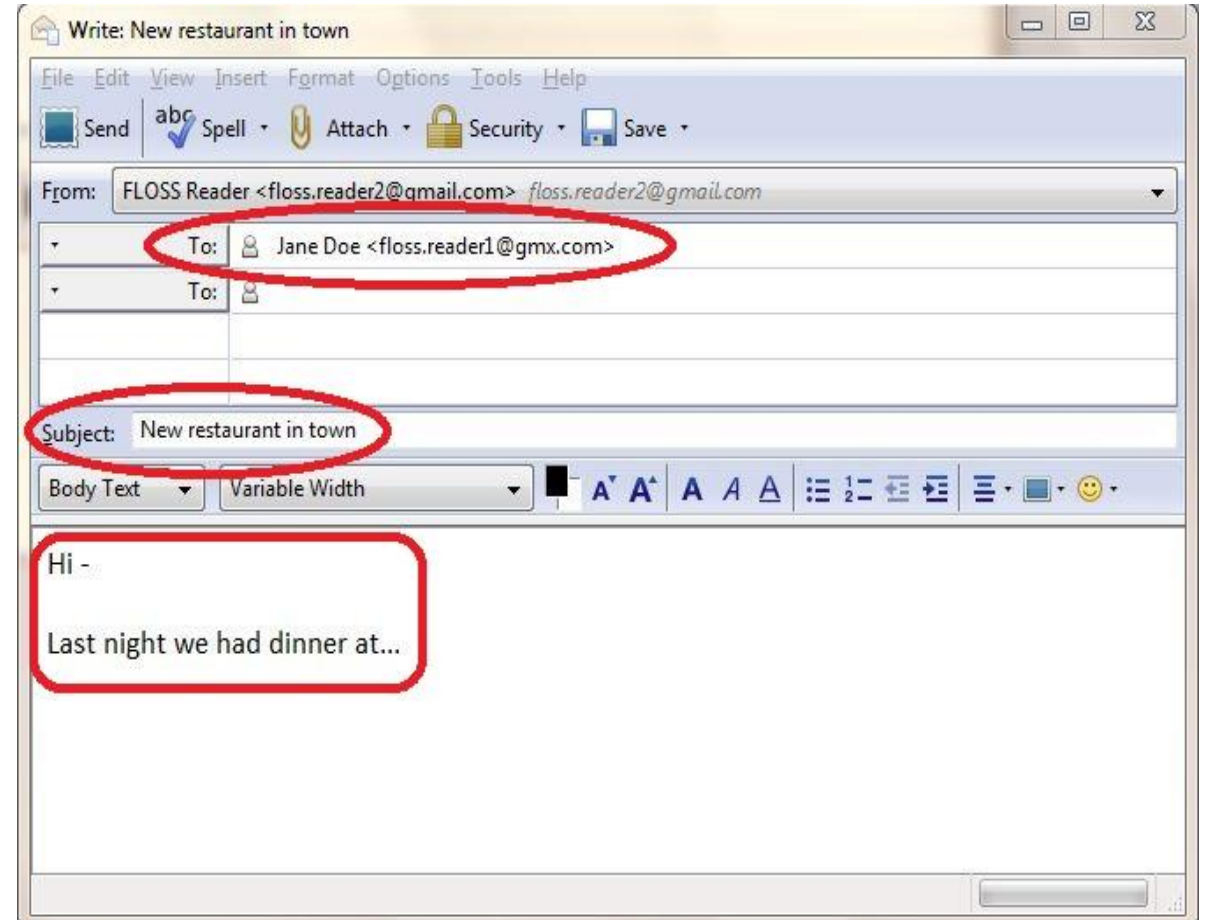 Write: New restaurant in town
File Edit View Insert Format Options Tools Help
Send abc Spell Attach Security Save
From: FLOSS Reader <floss.reader2@gmail.com> floss.reader2@gmail.com
To: Jane Doe <floss.reader1@gmx.com>
To:
Subject: New restaurant in town
Body Text Variable Width A A A A A
Hi -
Last night we had dinner at...